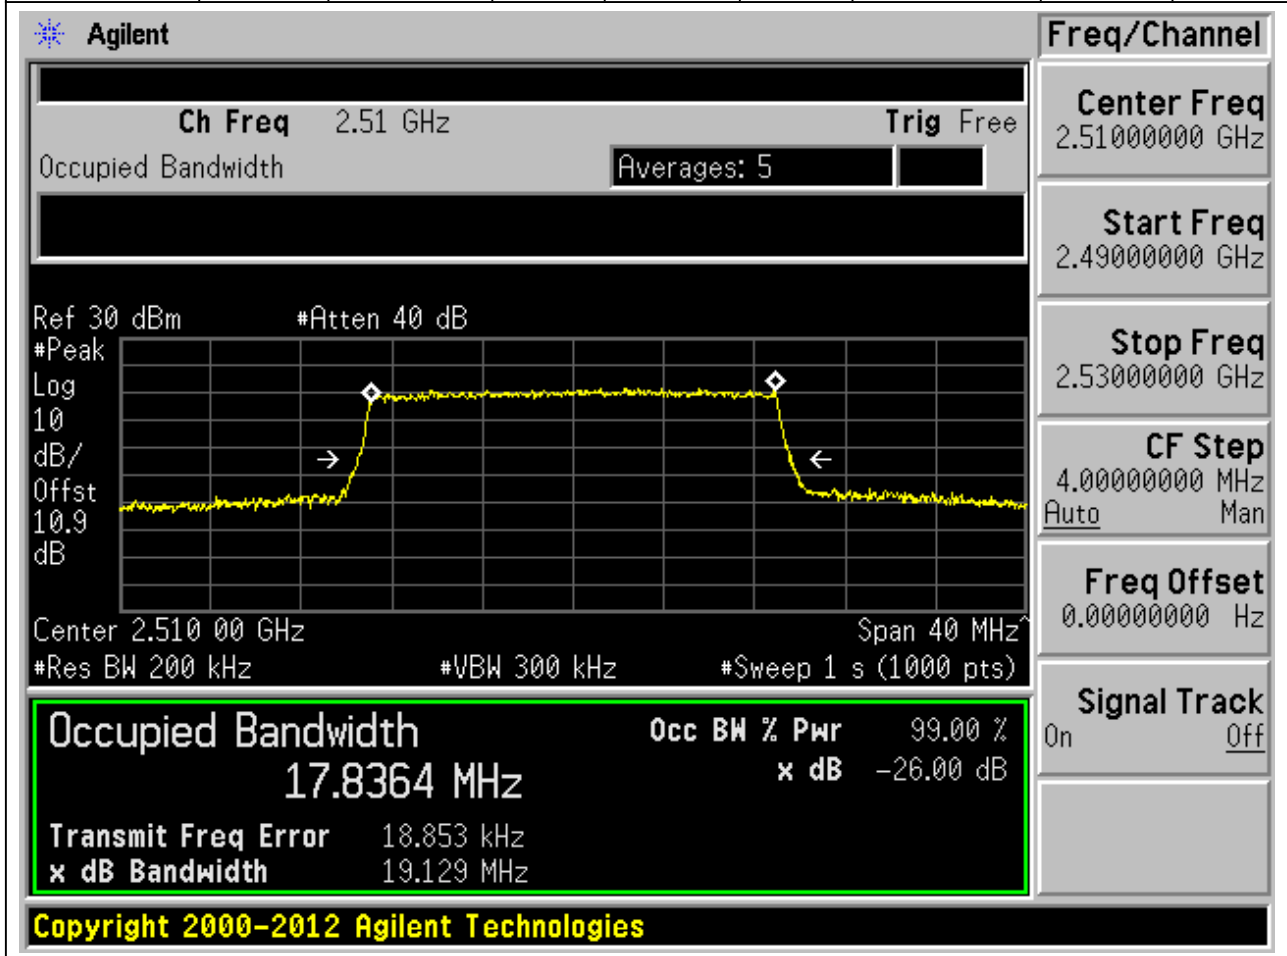 Agilent
Freq/Channel
Ch Freq 2.51 GHz Trig Free
Occupied Bandwidth Averages: 5
Center Freq
2.51000000 GHz
Start Freq
2.49000000 GHz
Stop Freq
2.53000000 GHz
CF Step
4.00000000 MHz
Auto Man
Freq Offset
0.00000000 Hz
Signal Track
On Off
Ref 30 dBm #Atten 40 dB
#Peak
Log
10
dB/
Offst
10.9
dB
Center 2.510 00 GHz Span 40 MHz^
#Res BW 200 kHz #VBW 300 kHz #Sweep 1 s (1000 pts)
Occupied Bandwidth Occ BW % Pwr 99.00 %
17.8364 MHz x dB -26.00 dB
Transmit Freq Error 18.853 kHz
x dB Bandwidth 19.129 MHz
Copyright 2000-2012 Agilent Technologies